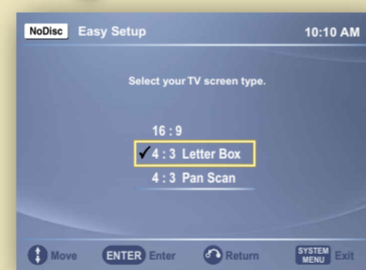 NoDisc Easy Setup 10:10 AM
Select your TV screen type.
16 : 9
✓4 : 3 Letter Box
4 : 3 Pan Scan
Move ENTER Enter Return SYSTEM MENU Exit